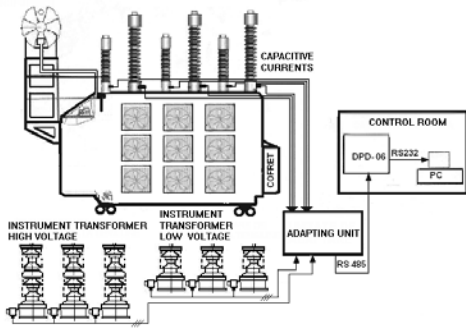 CAPACITIVE
CURRENTS
CONTROL ROOM
DPD-06
RS232
PC
COFRET
INSTRUMENT TRANSFORMER
HIGH VOLTAGE
INSTRUMENT
TRANSFORMER
LOW VOLTAGE
ADAPTING UNIT
RS 485